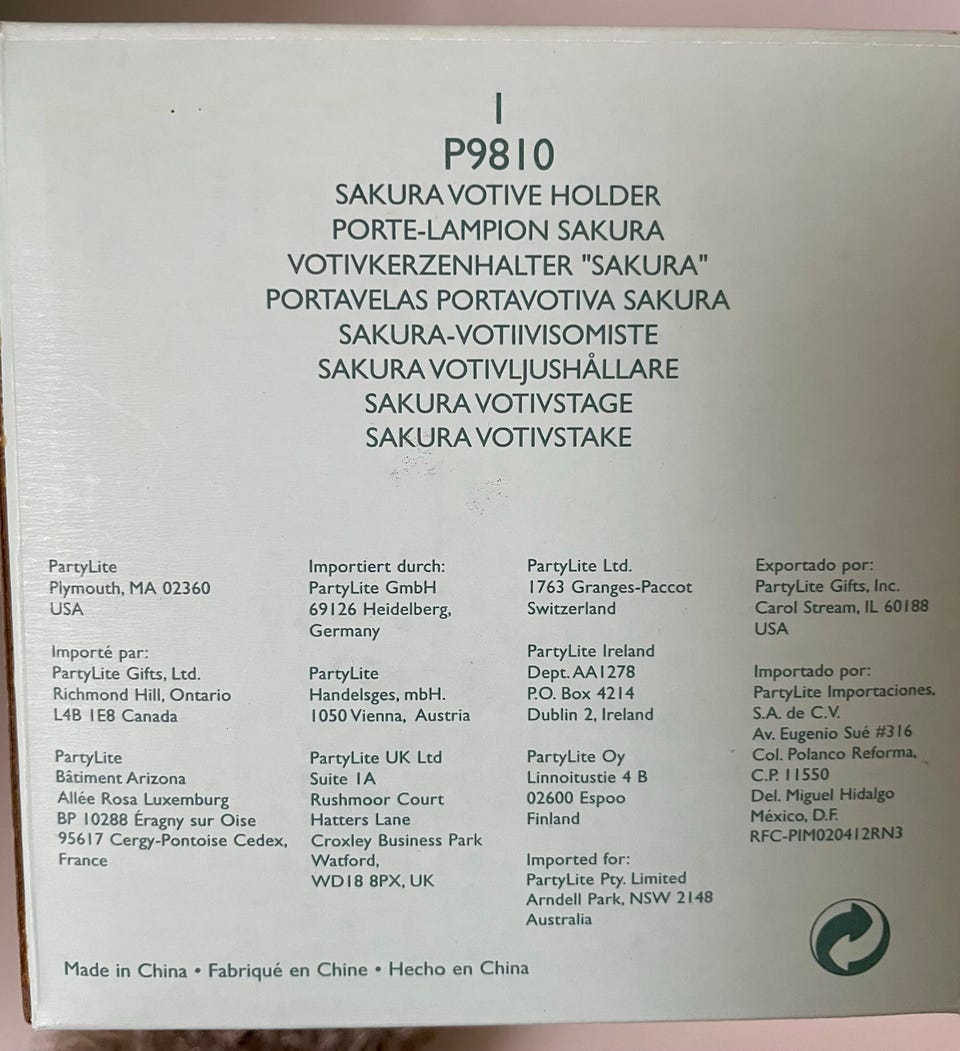 1
P9810
SAKURA VOTIVE HOLDER
PORTE-LAMPION SAKURA
VOTIVKERZENHALTER "SAKURA"
PORTAVELAS PORTAVOTIVA SAKURA
SAKURA-VOTIIVISOMISTE
SAKURA VOTIVLJUSHÅLLARE
SAKURA VOTIVSTAGE
SAKURA VOTIVSTAKE
PartyLite
Plymouth, MA 02360
USA
Importé par:
PartyLite Gifts, Ltd.
Richmond Hill, Ontario
L4B 1E8 Canada
PartyLite
Bâtiment Arizona
Allée Rosa Luxemburg
BP 10288 Éragny sur Oise
95617 Cergy-Pontoise Cedex,
France
Importiert durch:
PartyLite GmbH
69126 Heidelberg,
Germany
PartyLite
Handelsges, mbH.
1050 Vienna, Austria
PartyLite UK Ltd
Suite 1A
Rushmoor Court
Hatters Lane
Croxley Business Park
Watford,
WD18 8PX, UK
PartyLite Ltd.
1763 Granges-Paccot
Switzerland
PartyLite Ireland
Dept. AA1278
P.O. Box 4214
Dublin 2, Ireland
PartyLite Oy
Linnoitustie 4 B
02600 Espoo
Finland
Imported for:
PartyLite Pty. Limited
Arndell Park, NSW 2148
Australia
Exportado por:
PartyLite Gifts, Inc.
Carol Stream, IL 60188
USA
Importado por:
PartyLite Importaciones,
S.A. de C.V.
Av. Eugenio Sué #316
Col. Polanco Reforma,
C.P. 11550
Del. Miguel Hidalgo
México, D.F.
RFC-PIM020412RN3
Made in China • Fabriqué en Chine • Hecho en China